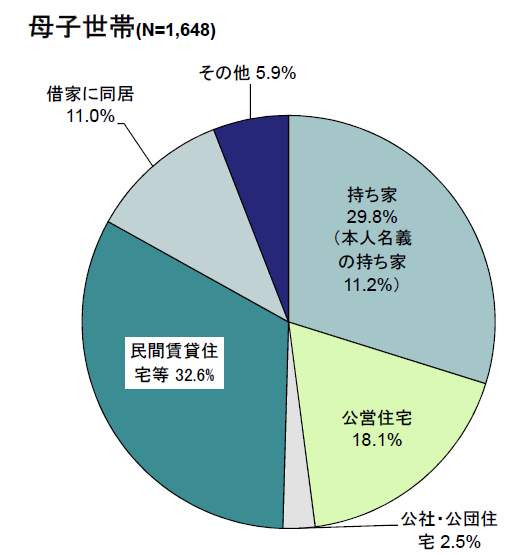 母子世帯(N=1,648)
その他 5.9%
借家に同居
11.0%
持ち家
29.8%
（本人名義
の持ち家
11.2%）
民間賃貸住
宅等 32.6%
公営住宅
18.1%
公社・公団住
宅 2.5%